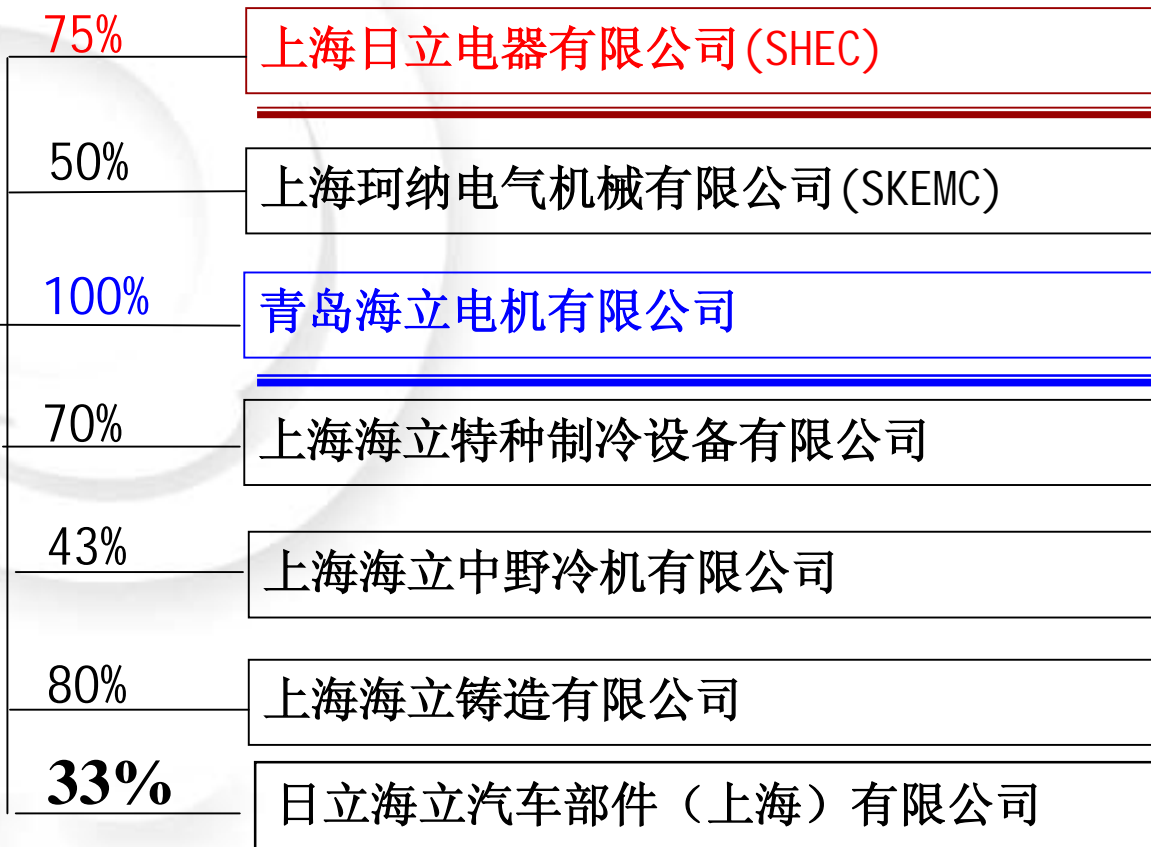 75%
上海日立电器有限公司(SHEC)
50%
上海珂纳电气机械有限公司(SKEMC)
100%
青岛海立电机有限公司
70%
上海海立特种制冷设备有限公司
43%
上海海立中野冷机有限公司
80%
上海海立铸造有限公司
33%
日立海立汽车部件（上海）有限公司